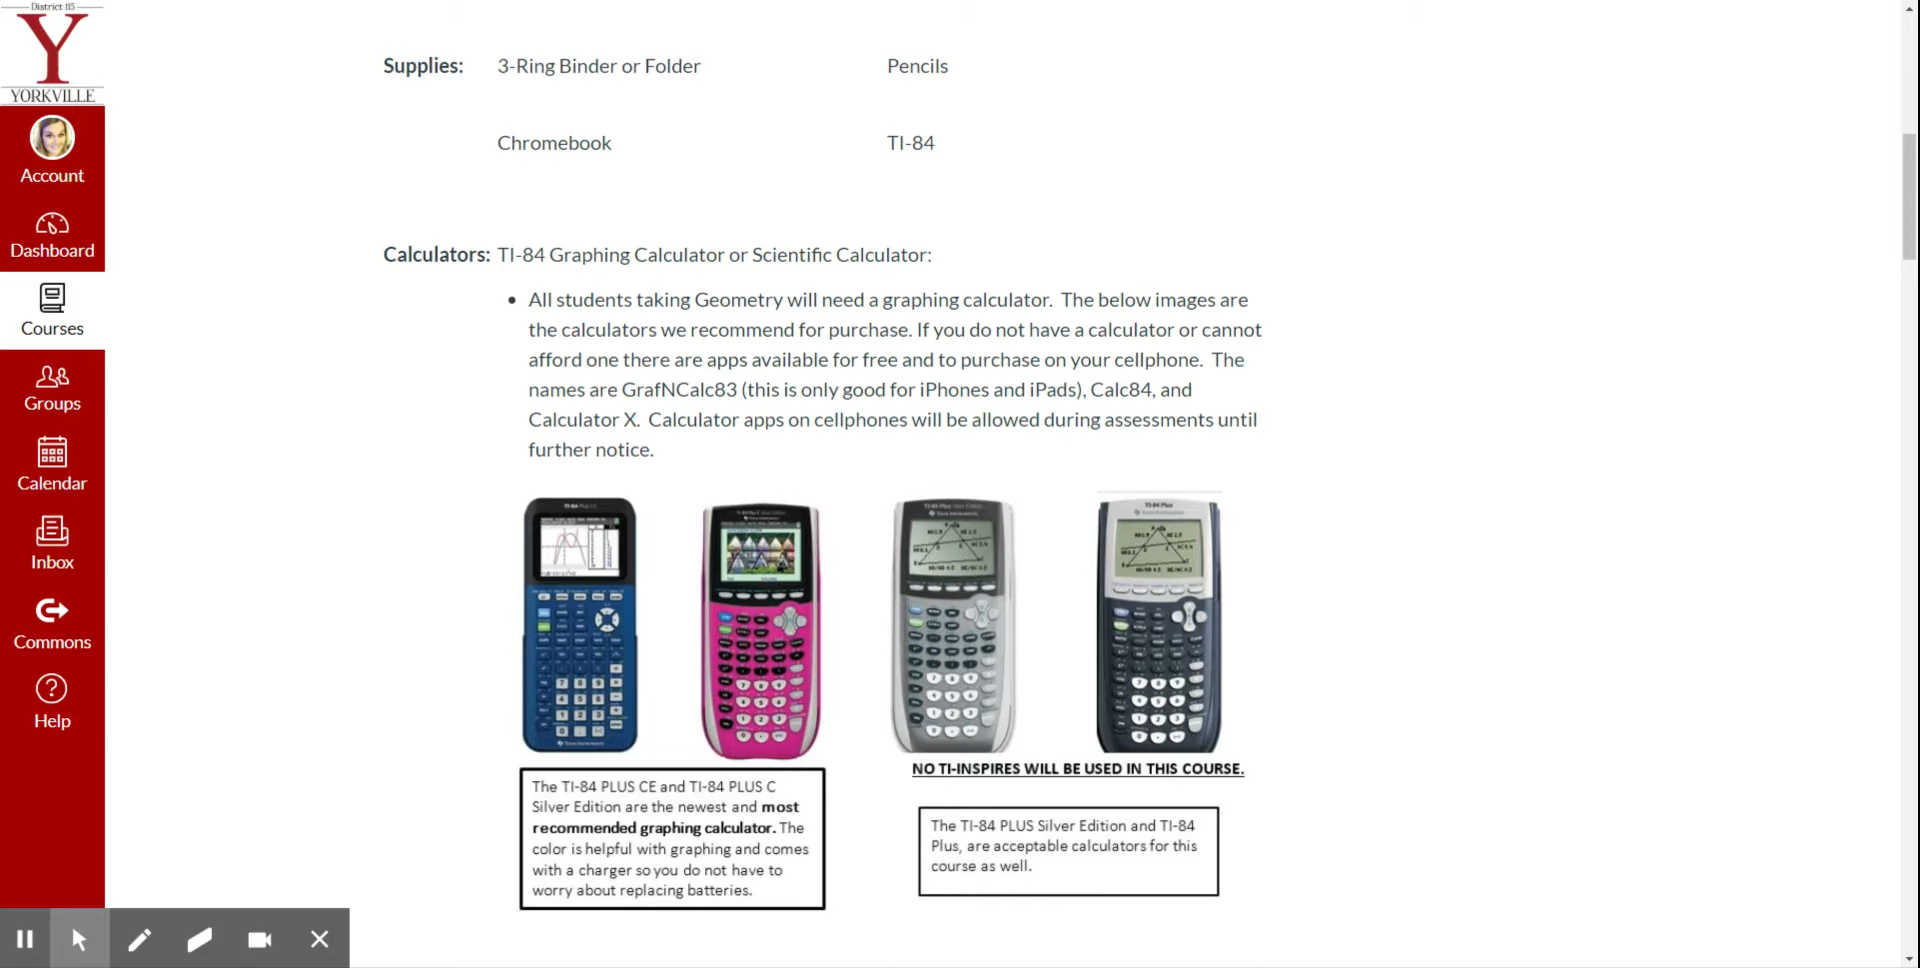 District 115
Y
YORKVILLE
Account
Dashboard
Courses
Groups
Calendar
Inbox
Commons
Help
Supplies: 3-Ring Binder or Folder Pencils
Chromebook TI-84
Calculators: TI-84 Graphing Calculator or Scientific Calculator:
All students taking Geometry will need a graphing calculator. The below images are
the calculators we recommend for purchase. If you do not have a calculator or cannot
afford one there are apps available for free and to purchase on your cellphone. The
names are GrafNCalc83 (this is only good for iPhones and iPads), Calc84, and
Calculator X. Calculator apps on cellphones will be allowed during assessments until
further notice.
The TI-84 PLUS CE and TI-84 PLUS C
Silver Edition are the newest and most
recommended graphing calculator. The
color is helpful with graphing and comes
with a charger so you do not have to
worry about replacing batteries.
NO TI-INSPIRES WILL BE USED IN THIS COURSE.
The TI-84 PLUS Silver Edition and TI-84
Plus, are acceptable calculators for this
course as well.